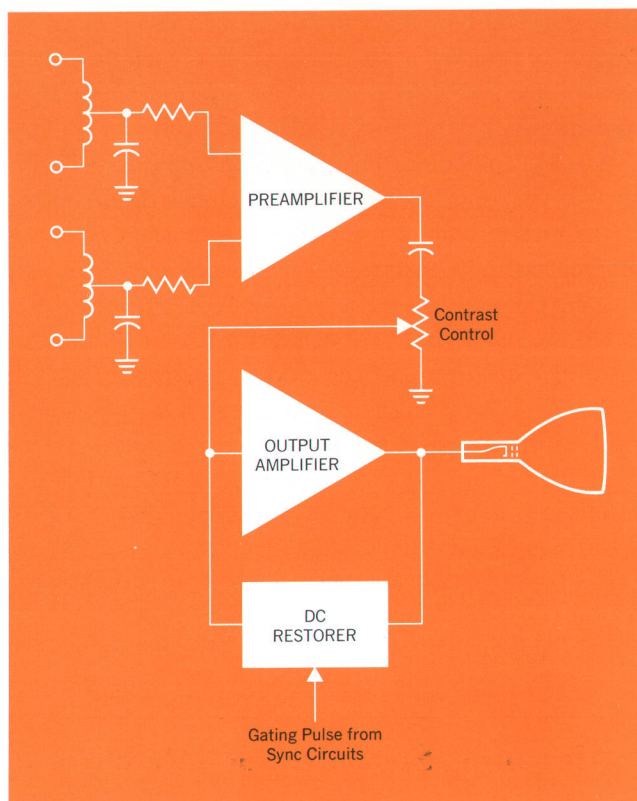 PREAMPLIFIER
Contrast
Control
OUTPUT
AMPLIFIER
DC
RESTORER
Gating Pulse from
Sync Circuits